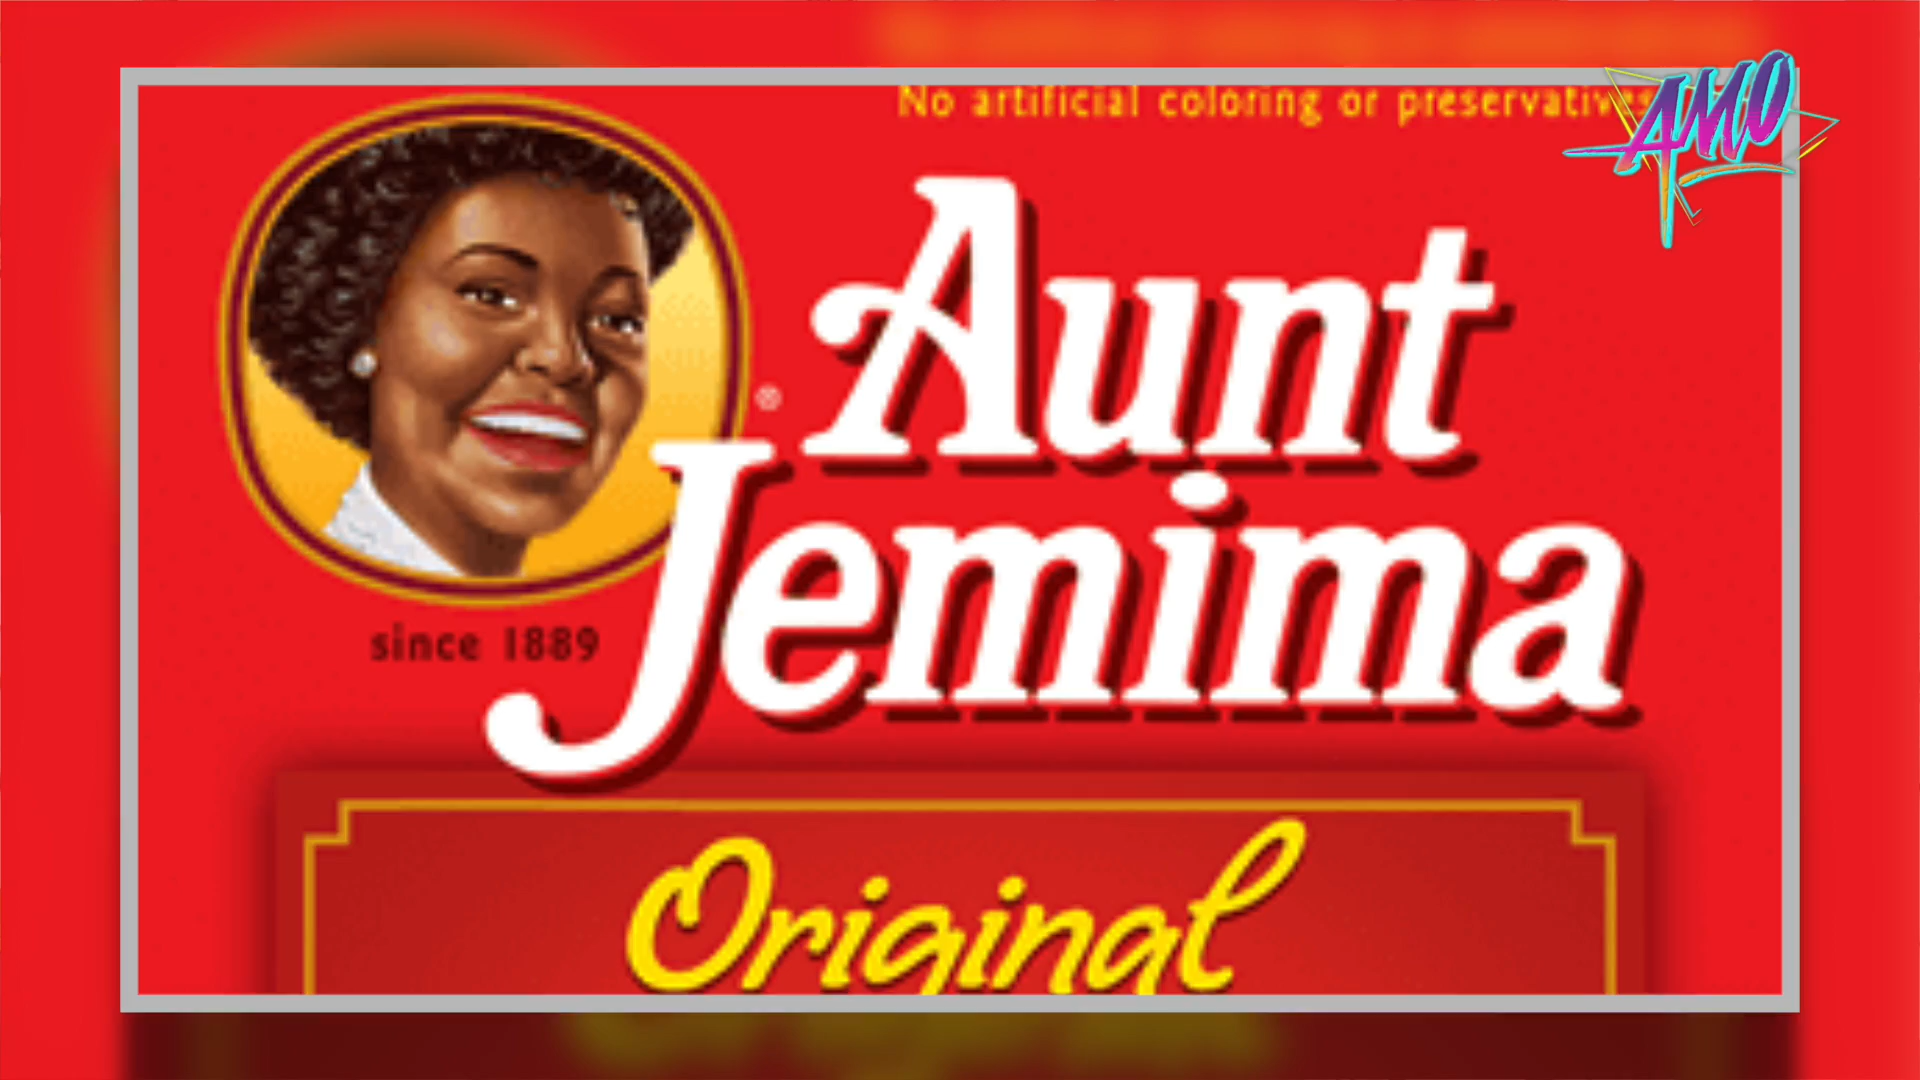 No artificial coloring or preservatives
AMO
Aunt
®
Jemima
since 1889
Original